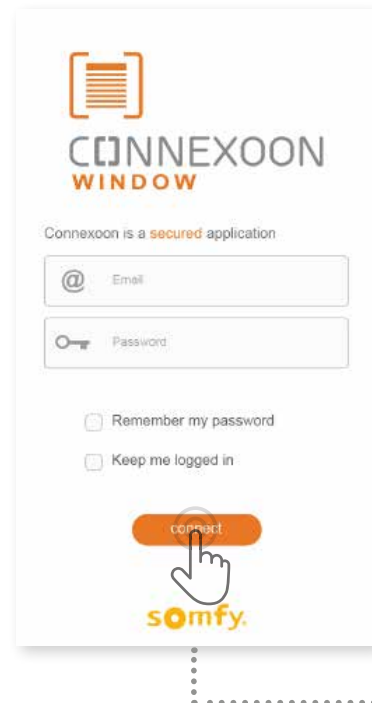 CONNEXOON
WINDOW
Connexoon is a secured application
@ Email
Password
Remember my password
Keep me logged in
connect
somfy.